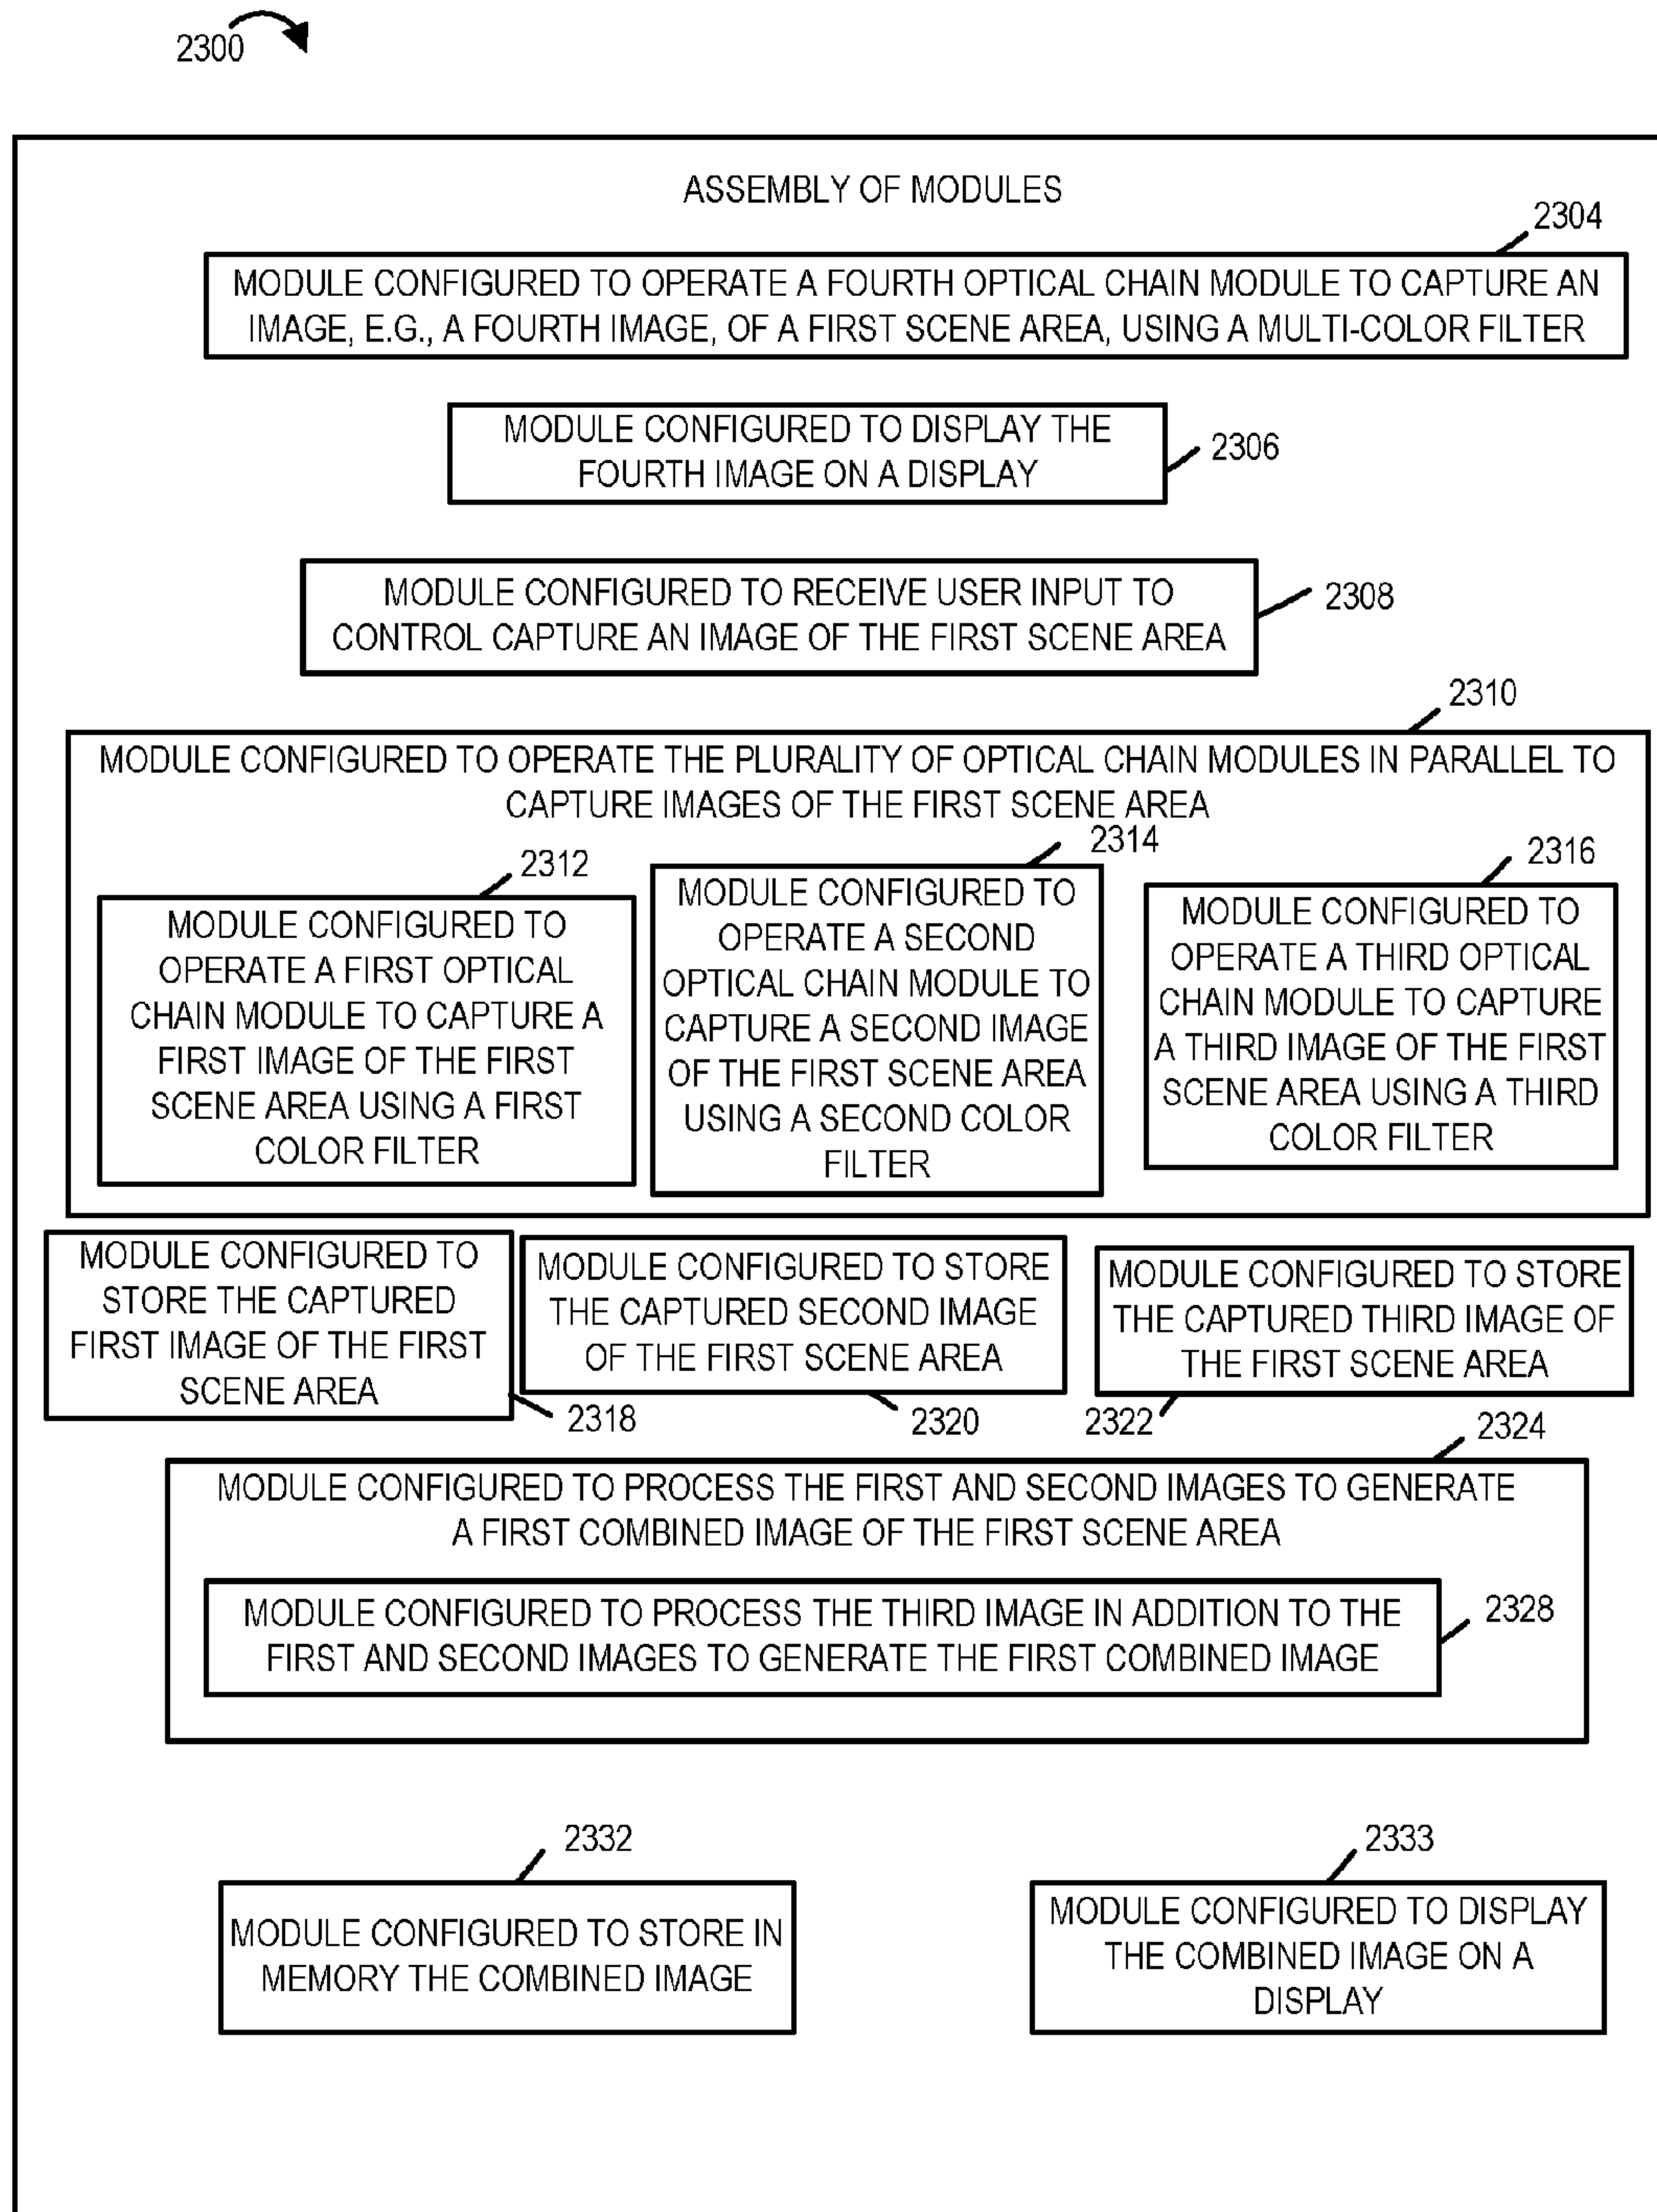 2300
ASSEMBLY OF MODULES
2304
MODULE CONFIGURED TO OPERATE A FOURTH OPTICAL CHAIN MODULE TO CAPTURE AN
IMAGE, E.G., A FOURTH IMAGE, OF A FIRST SCENE AREA, USING A MULTI-COLOR FILTER
MODULE CONFIGURED TO DISPLAY THE
FOURTH IMAGE ON A DISPLAY
2306
MODULE CONFIGURED TO RECEIVE USER INPUT TO
CONTROL CAPTURE AN IMAGE OF THE FIRST SCENE AREA
2308
2310
MODULE CONFIGURED TO OPERATE THE PLURALITY OF OPTICAL CHAIN MODULES IN PARALLEL TO
CAPTURE IMAGES OF THE FIRST SCENE AREA
2312
MODULE CONFIGURED TO
OPERATE A FIRST OPTICAL
CHAIN MODULE TO CAPTURE A
FIRST IMAGE OF THE FIRST
SCENE AREA USING A FIRST
COLOR FILTER
2314
MODULE CONFIGURED TO
OPERATE A SECOND
OPTICAL CHAIN MODULE TO
CAPTURE A SECOND IMAGE
OF THE FIRST SCENE AREA
USING A SECOND COLOR
FILTER
2316
MODULE CONFIGURED TO
OPERATE A THIRD OPTICAL
CHAIN MODULE TO CAPTURE
A THIRD IMAGE OF THE FIRST
SCENE AREA USING A THIRD
COLOR FILTER
MODULE CONFIGURED TO
STORE THE CAPTURED
FIRST IMAGE OF THE FIRST
SCENE AREA
2318
MODULE CONFIGURED TO STORE
THE CAPTURED SECOND IMAGE
OF THE FIRST SCENE AREA
2320
MODULE CONFIGURED TO STORE
THE CAPTURED THIRD IMAGE OF
THE FIRST SCENE AREA
2322
2324
MODULE CONFIGURED TO PROCESS THE FIRST AND SECOND IMAGES TO GENERATE
A FIRST COMBINED IMAGE OF THE FIRST SCENE AREA
MODULE CONFIGURED TO PROCESS THE THIRD IMAGE IN ADDITION TO THE
FIRST AND SECOND IMAGES TO GENERATE THE FIRST COMBINED IMAGE
2328
2332
MODULE CONFIGURED TO STORE IN
MEMORY THE COMBINED IMAGE
2333
MODULE CONFIGURED TO DISPLAY
THE COMBINED IMAGE ON A
DISPLAY